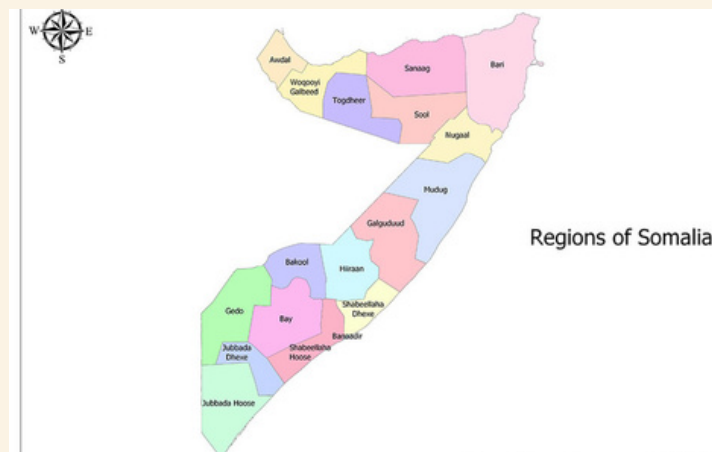 N
W E
S
Awdal
Woqooyi
Galbeed
Togdheer
Sanaag
Bari
Sool
Nugaal
Mudug
Galguduud
Regions of Somalia
Bakool
Hiiraan
Gedo
Bay
Shabeellaha
Dhexe
Banaadir
Jubbada
Dhexe
Shabeellaha
Hoose
Jubbada Hoose